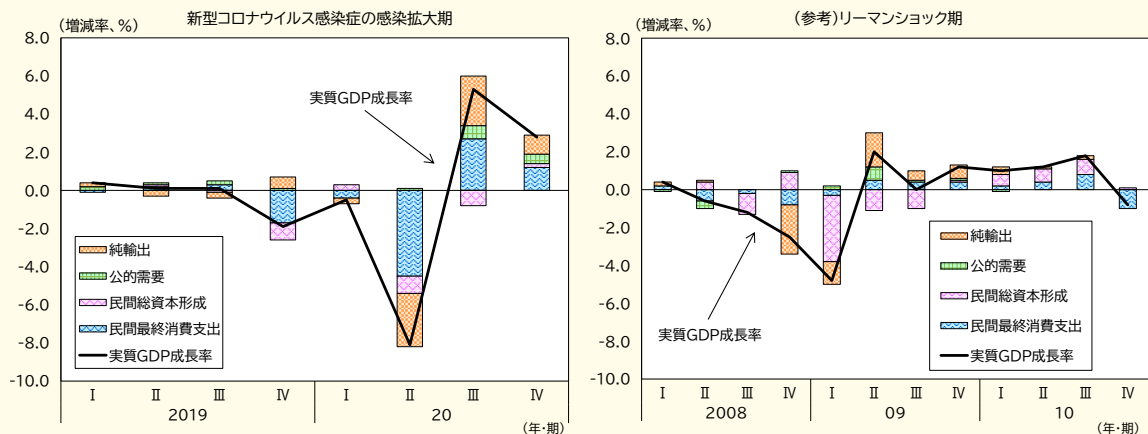 新型コロナウイルス感染症の感染拡大期
(増減率、%)
8.0
6.0
4.0
2.0
0.0
-2.0
-4.0
-6.0
-8.0
-10.0
実質GDP成長率
純輸出
公的需要
民間総資本形成
民間最終消費支出
実質GDP成長率
Ⅰ Ⅱ Ⅲ Ⅳ Ⅰ Ⅱ Ⅲ Ⅳ
2019 20
(年・期)
(参考)リーマンショック期
(増減率、%)
8.0
6.0
4.0
2.0
0.0
-2.0
-4.0
-6.0
-8.0
-10.0
実質GDP成長率
純輸出
公的需要
民間総資本形成
民間最終消費支出
実質GDP成長率
Ⅰ Ⅱ Ⅲ Ⅳ Ⅰ Ⅱ Ⅲ Ⅳ Ⅰ Ⅱ Ⅲ Ⅳ
2008 09 10
(年・期)